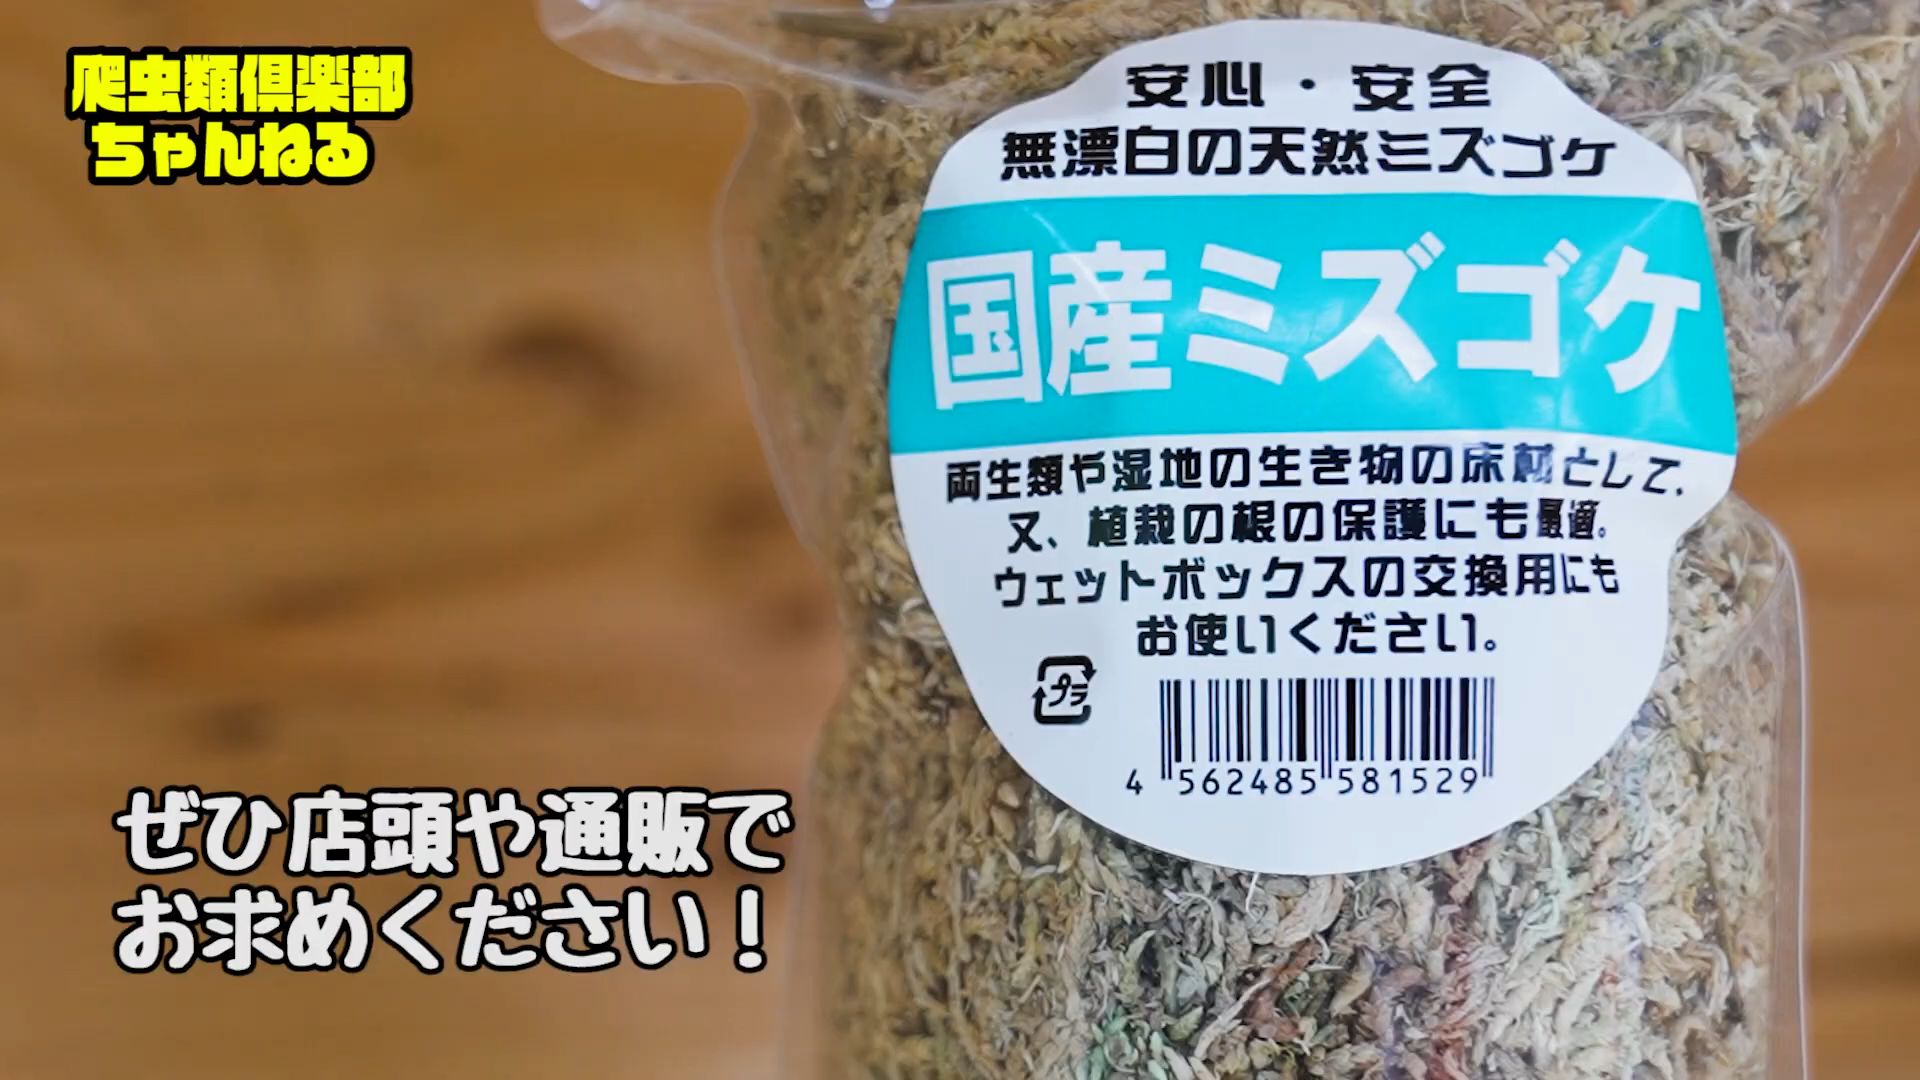 爬虫類倶楽部
ちゃんねる
安心・安全
無漂白の天然ミズゴケ
国産ミズゴケ
両生類や湿地の生き物の床材として、
又、植栽の根の保護にも最適。
ウェットボックスの交換用にも
お使いください。
プラ
4 562485 581529
ぜひ店頭や通販で
お求めください！